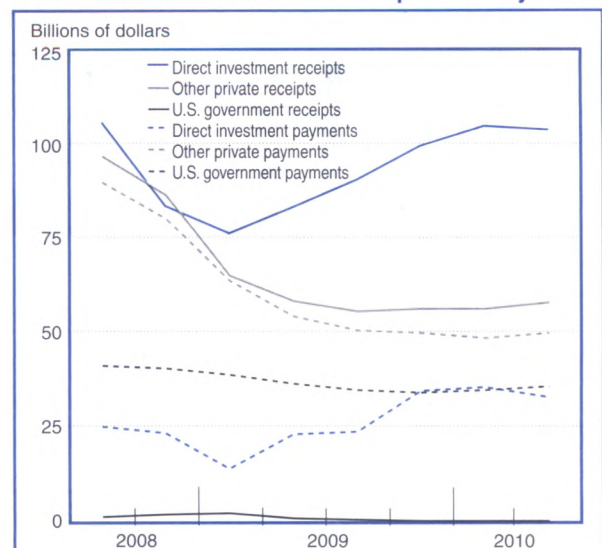 Billions of dollars
125
Direct investment receipts
Other private receipts
U.S. government receipts
Direct investment payments
Other private payments
U.S. government payments
100
75
50
25
0
2008 2009 2010